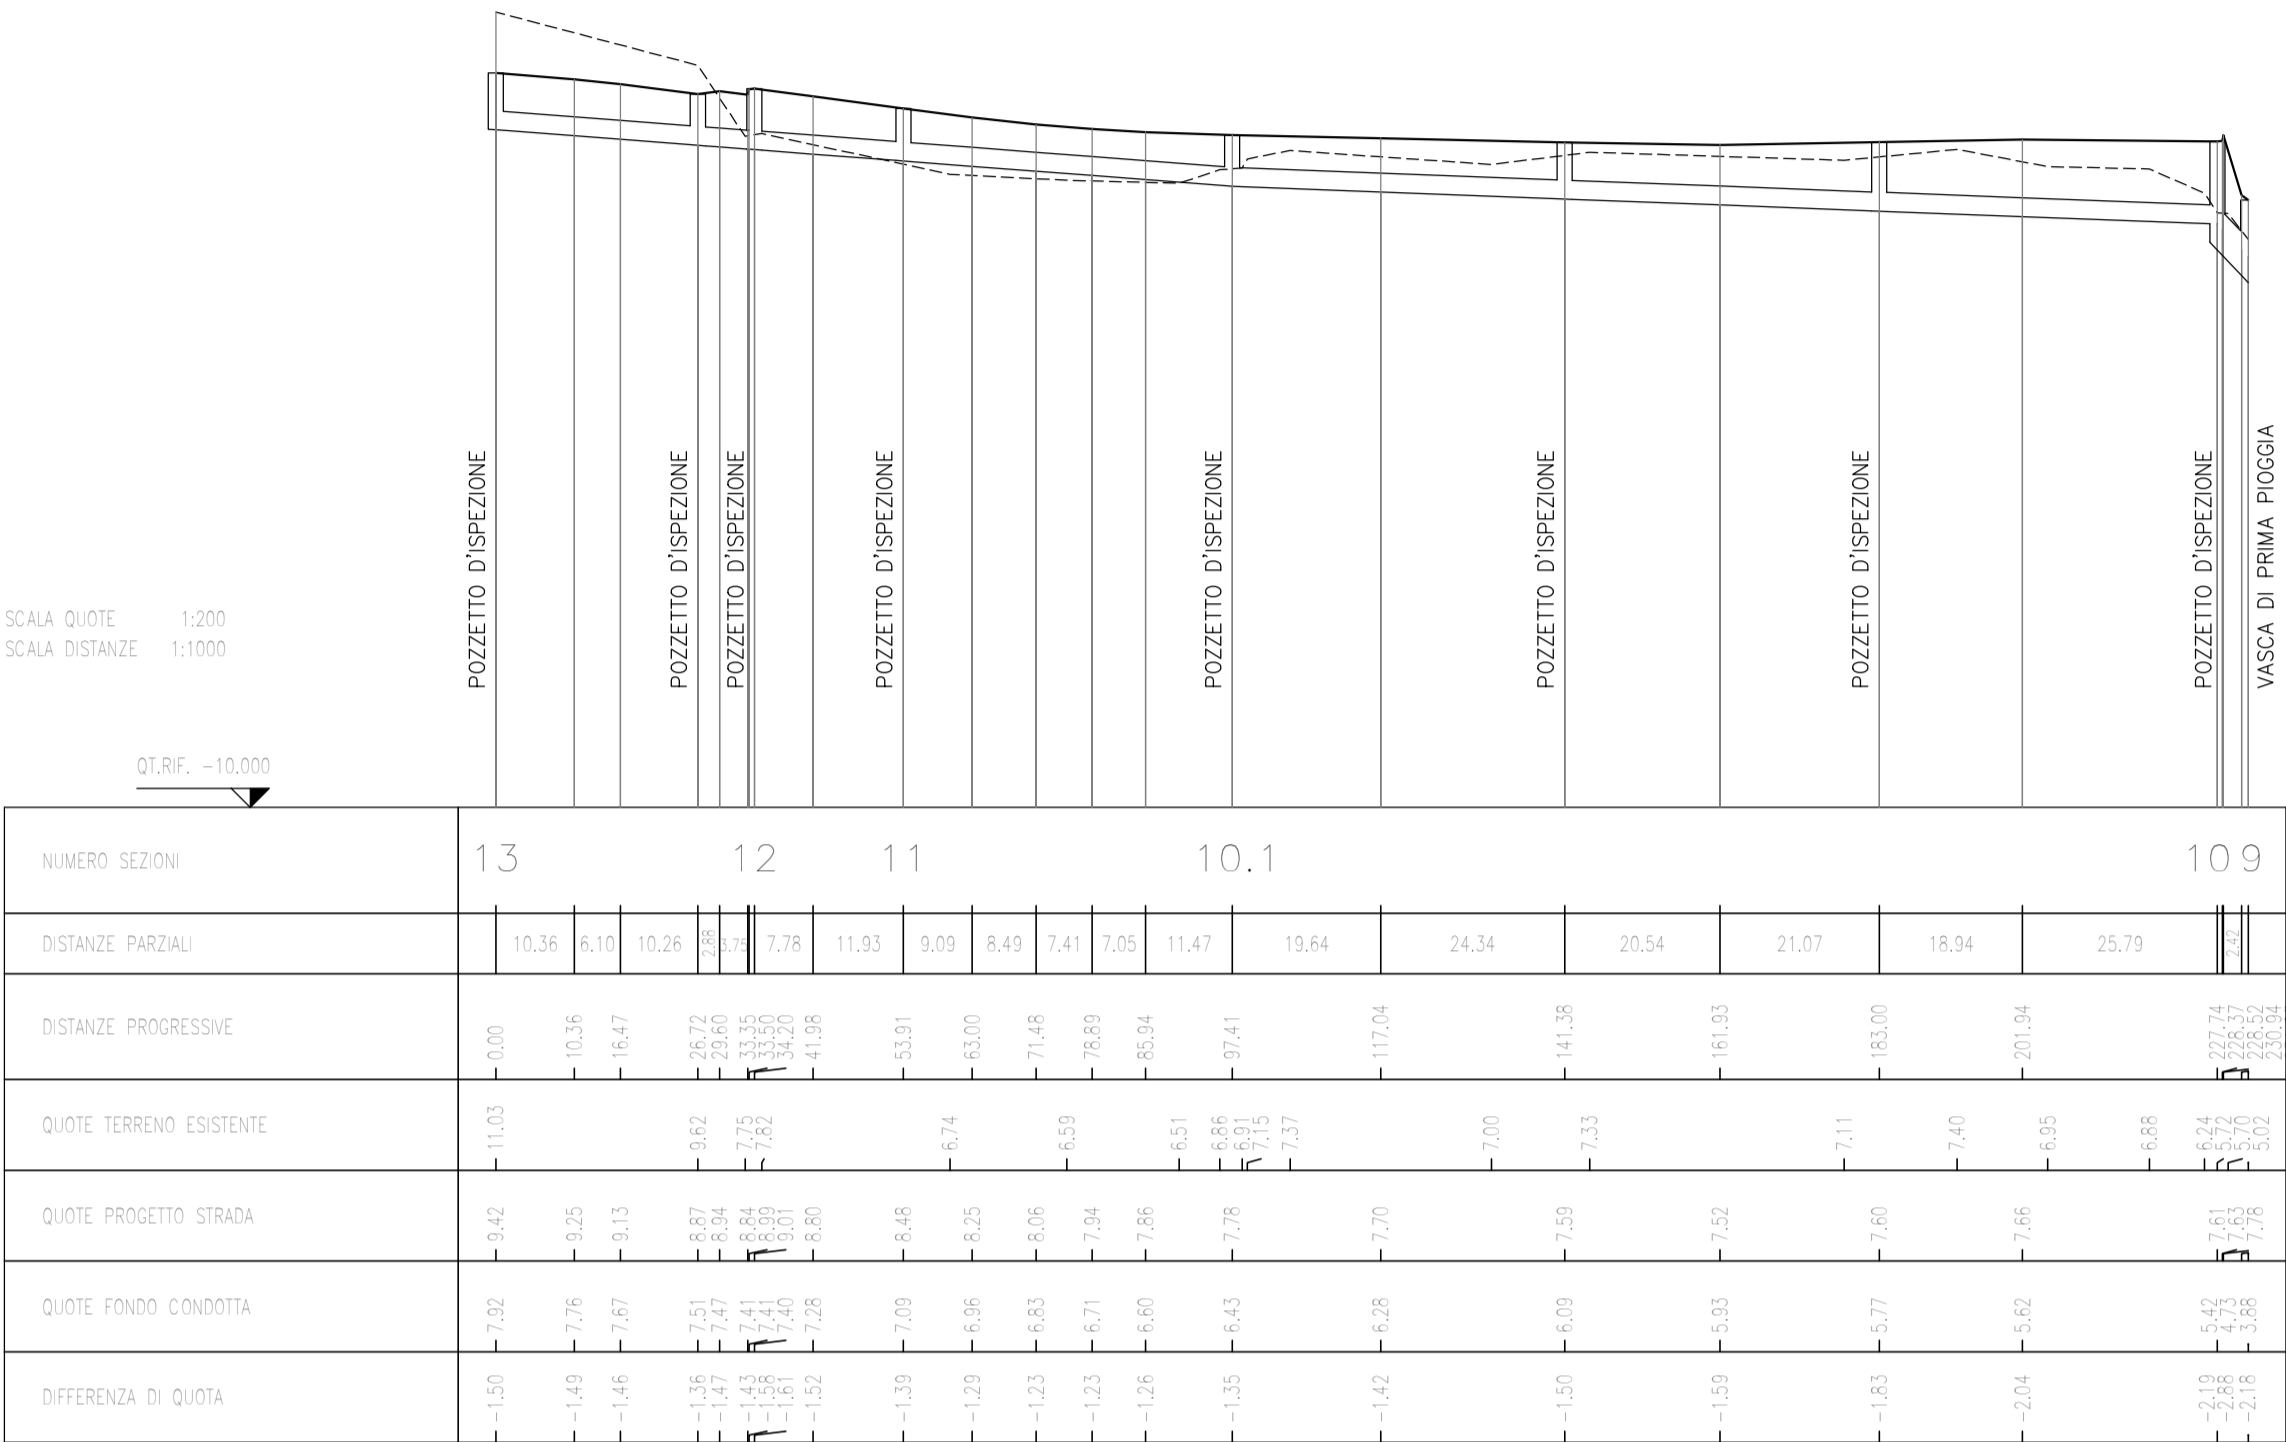 POZZETTO D'ISPEZIONE
POZZETTO D'ISPEZIONE
POZZETTO D'ISPEZIONE
POZZETTO D'ISPEZIONE
POZZETTO D'ISPEZIONE
POZZETTO D'ISPEZIONE
POZZETTO D'ISPEZIONE
POZZETTO D'ISPEZIONE
VASCA DI PRIMA PIOGGIA
SCALA QUOTE 1:200
SCALA DISTANZE 1:1000
QT.RIF. -10.000
NUMERO SEZIONI 13 12 11 10.1 10 9
DISTANZE PARZIALI 10.36 6.10 10.26 2.88 3.75 7.78 11.93 9.09 8.49 7.41 7.05 11.47 19.64 24.34 20.54 21.07 18.94 25.79 2.42
DISTANZE PROGRESSIVE 0.00 10.36 16.47 26.72 29.60 33.35 33.50 34.20 41.98 53.91 63.00 71.48 78.89 85.94 97.41 117.04 141.38 161.93 183.00 201.94 227.74 228.37 228.52 230.94
QUOTE TERRENO ESISTENTE 11.03 9.62 7.75 7.82 6.74 6.59 6.51 6.86 6.91 7.15 7.37 7.00 7.33 7.11 7.40 6.95 6.88 6.24 5.72 5.70 5.02
QUOTE PROGETTO STRADA 9.42 9.25 9.13 8.87 8.94 8.84 8.99 9.01 8.80 8.48 8.25 8.06 7.94 7.86 7.78 7.70 7.59 7.52 7.60 7.66 7.61 7.63 7.78
QUOTE FONDO CONDOTTA 7.92 7.76 7.67 7.51 7.47 7.41 7.41 7.40 7.28 7.09 6.96 6.83 6.71 6.60 6.43 6.28 6.09 5.93 5.77 5.62 5.42 4.73 3.88
DIFFERENZA DI QUOTA -1.50 -1.49 -1.46 -1.36 -1.47 -1.43 -1.58 -1.61 -1.52 -1.39 -1.29 -1.23 -1.23 -1.26 -1.35 -1.42 -1.50 -1.59 -1.83 -2.04 -2.19 -2.88 -2.18